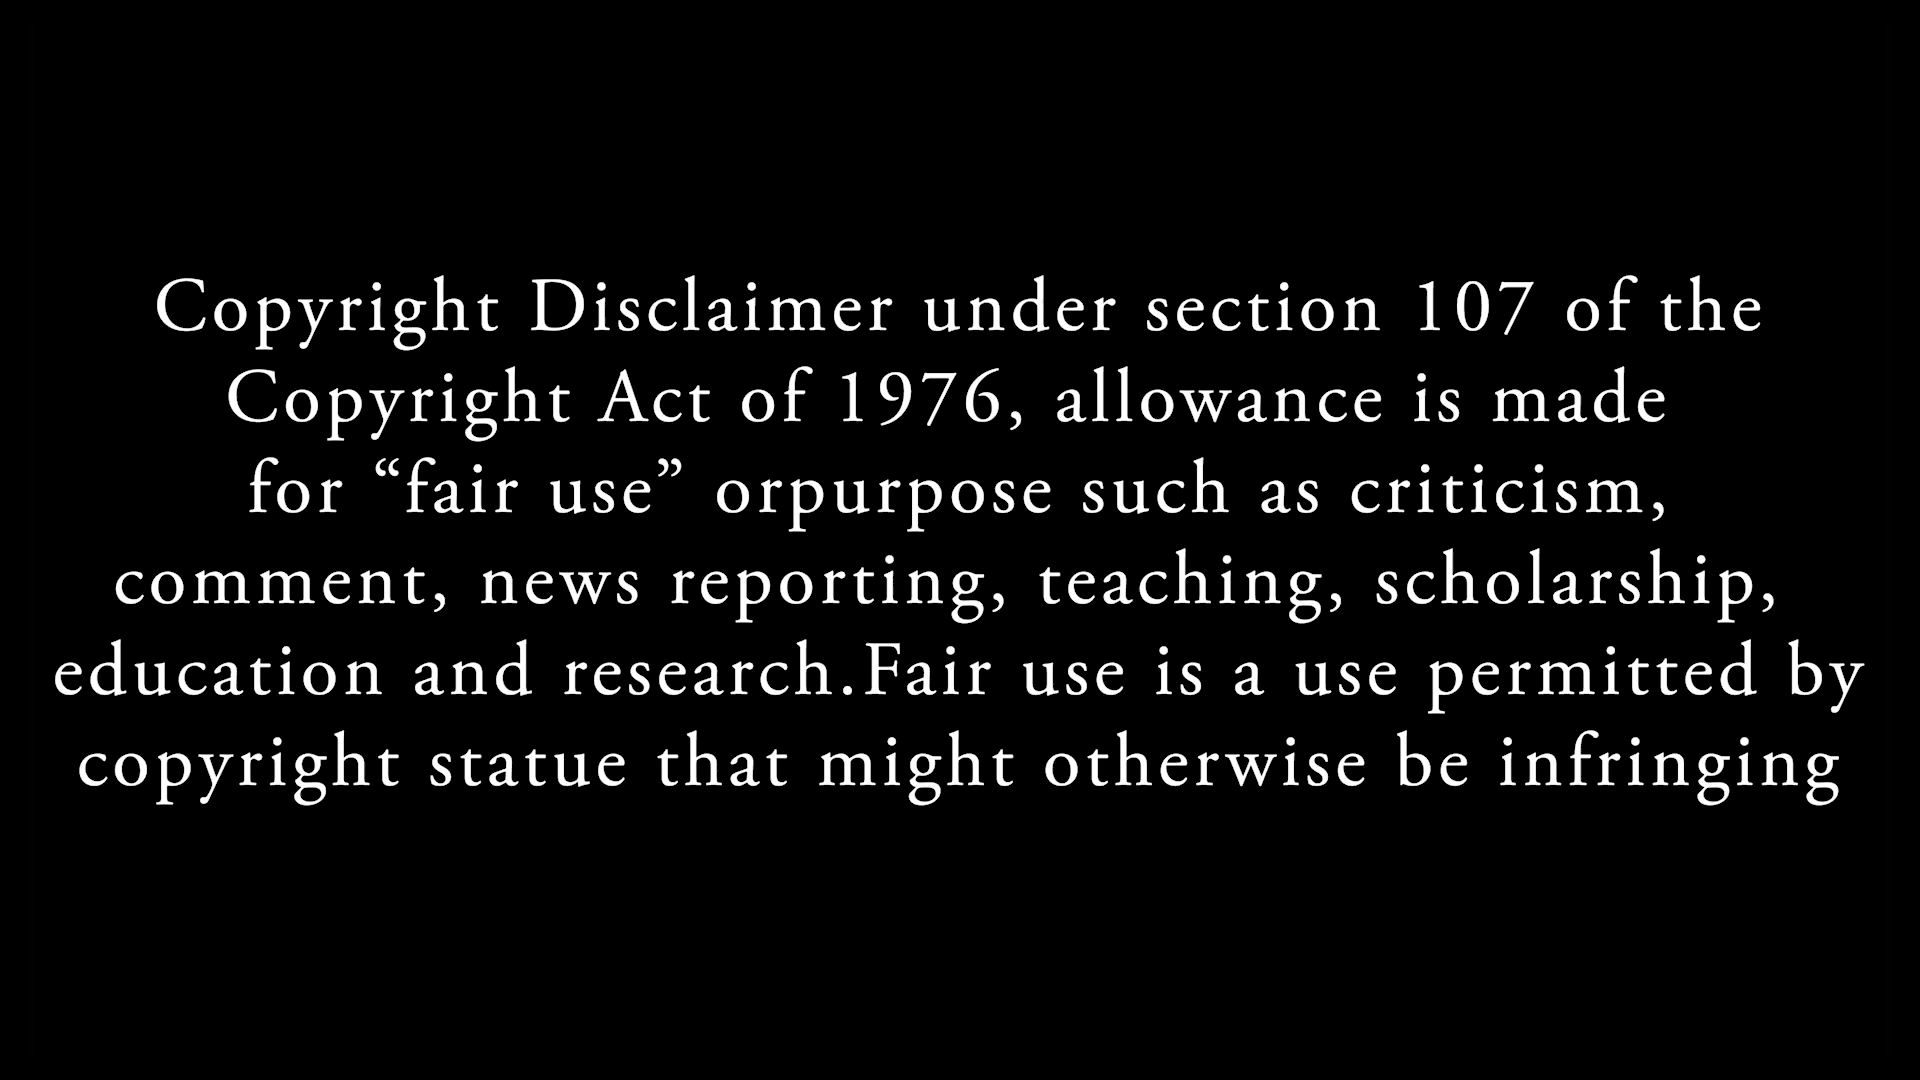 Copyright Disclaimer under section 107 of the
Copyright Act of 1976, allowance is made
for “fair use” orpurpose such as criticism,
comment, news reporting, teaching, scholarship,
education and research.Fair use is a use permitted by
copyright statue that might otherwise be infringing